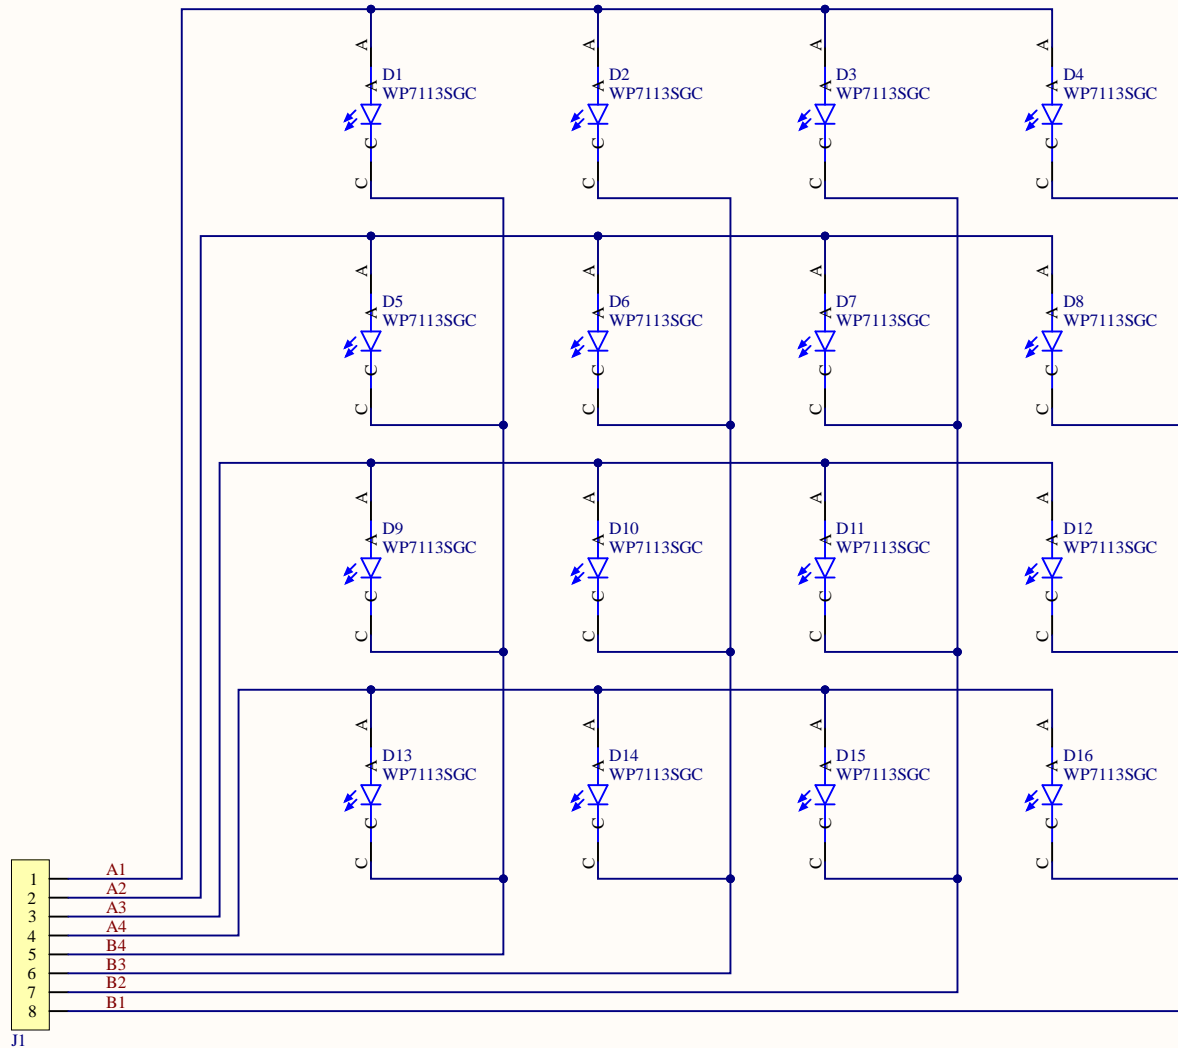 A A A A
D1 D2 D3 D4
A A A A
WP7113SGC WP7113SGC WP7113SGC WP7113SGC
C C C C
C C C C
A A A A
D5 D6 D7 D8
A A A A
WP7113SGC WP7113SGC WP7113SGC WP7113SGC
C C C C
C C C C
A A A A
D9 D10 D11 D12
A A A A
WP7113SGC WP7113SGC WP7113SGC WP7113SGC
C C C C
C C C C
A A A A
D13 D14 D15 D16
A A A A
WP7113SGC WP7113SGC WP7113SGC WP7113SGC
C C C C
C C C C
1 A1
2 A2
3 A3
4 A4
5 B4
6 B3
7 B2
8 B1
J1